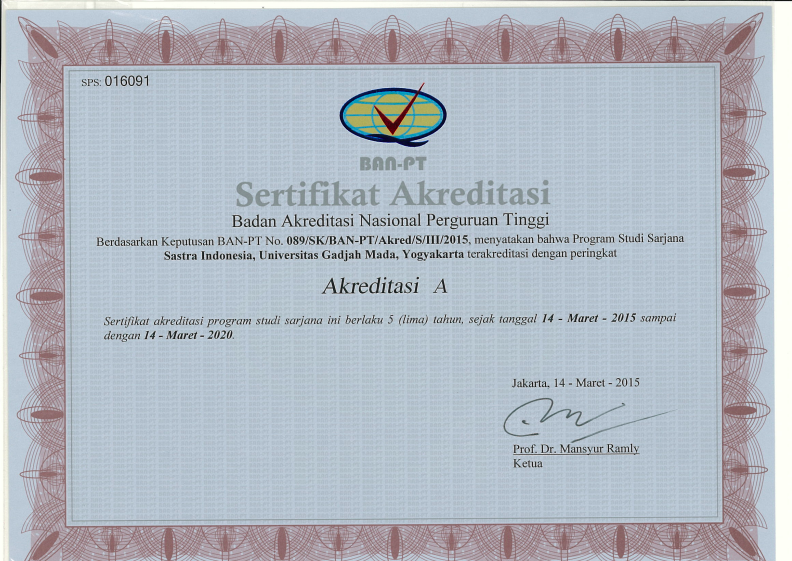 SPS: 016091
BAN-PT
Sertifikat Akreditasi
Badan Akreditasi Nasional Perguruan Tinggi
Berdasarkan Keputusan BAN-PT No. 089/SK/BAN-PT/Akred/S/III/2015, menyatakan bahwa Program Studi Sarjana
Sastra Indonesia, Universitas Gadjah Mada, Yogyakarta terakreditasi dengan peringkat
Akreditasi A
Sertifikat akreditasi program studi sarjana ini berlaku 5 (lima) tahun, sejak tanggal 14 - Maret - 2015 sampai
dengan 14 - Maret - 2020.
Jakarta, 14 - Maret - 2015
Prof. Dr. Mansyur Ramly
Ketua